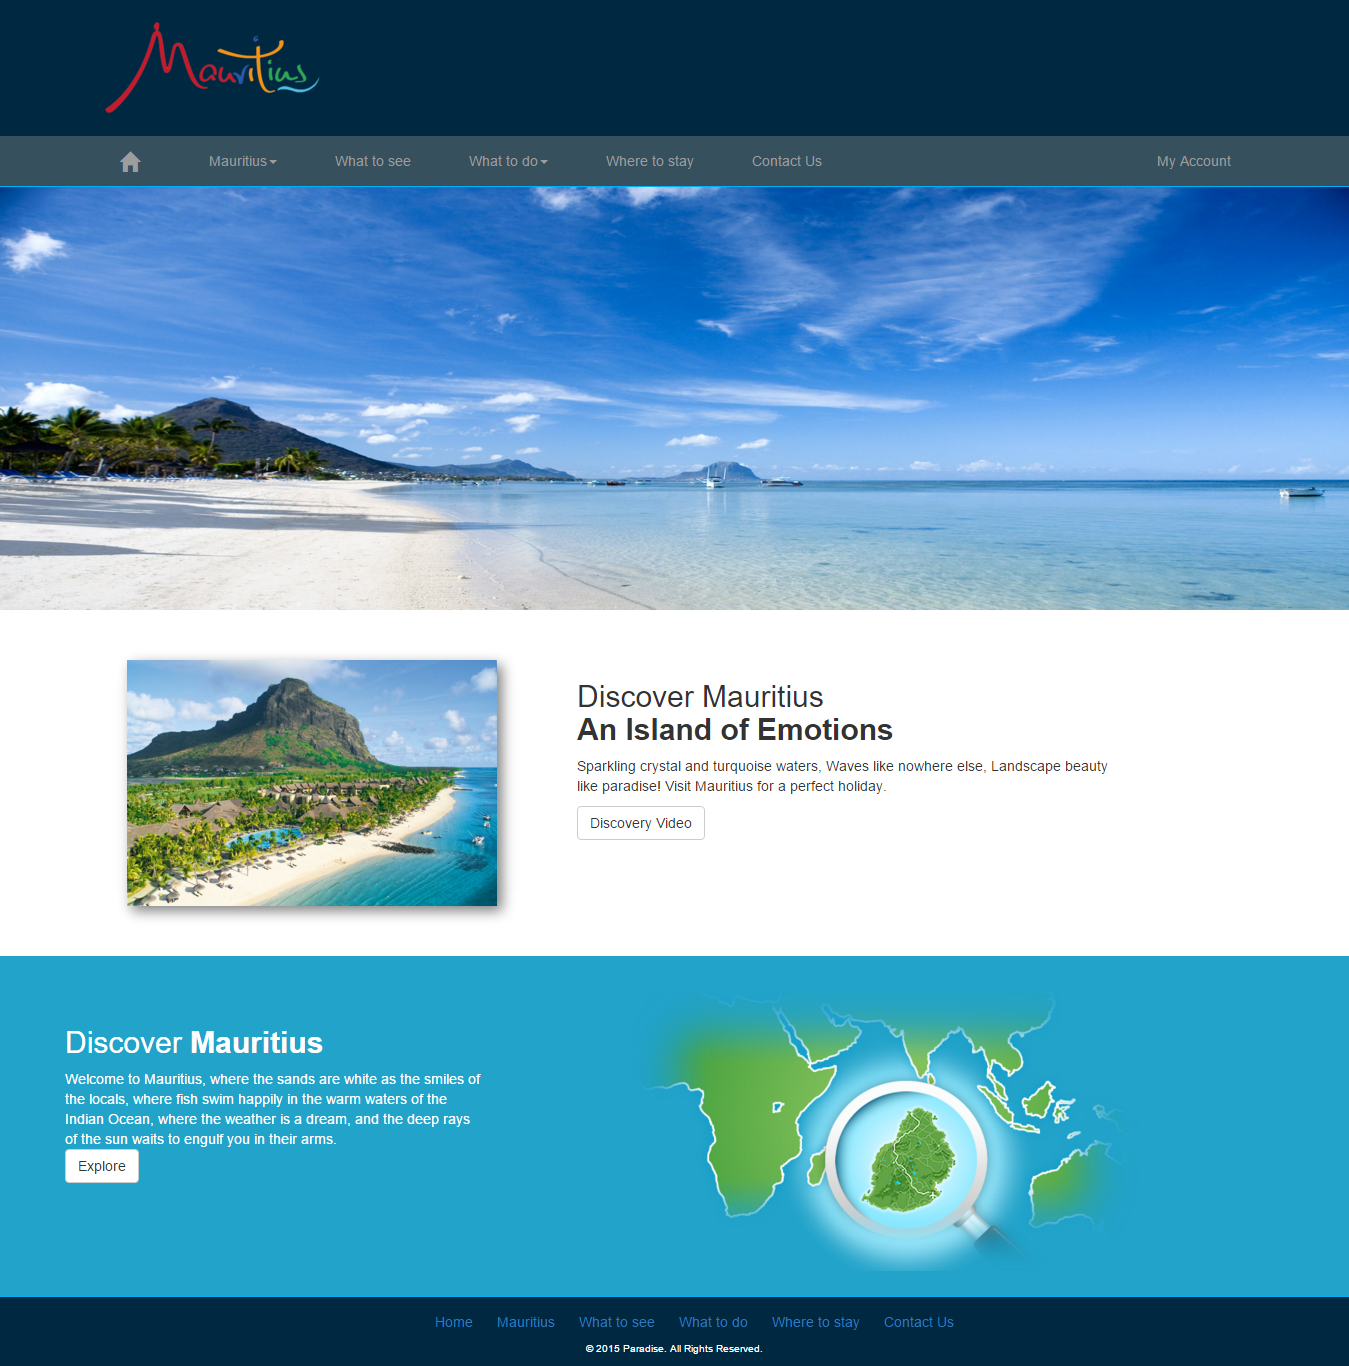 Mauritius
Mauritius What to see What to do Where to stay Contact Us My Account
Discover Mauritius
An Island of Emotions
Sparkling crystal and turquoise waters, Waves like nowhere else, Landscape beauty
like paradise! Visit Mauritius for a perfect holiday.
Discovery Video
Discover Mauritius
Welcome to Mauritius, where the sands are white as the smiles of
the locals, where fish swim happily in the warm waters of the
Indian Ocean, where the weather is a dream, and the deep rays
of the sun waits to engulf you in their arms.
Explore
Home Mauritius What to see What to do Where to stay Contact Us
© 2015 Paradise. All Rights Reserved.